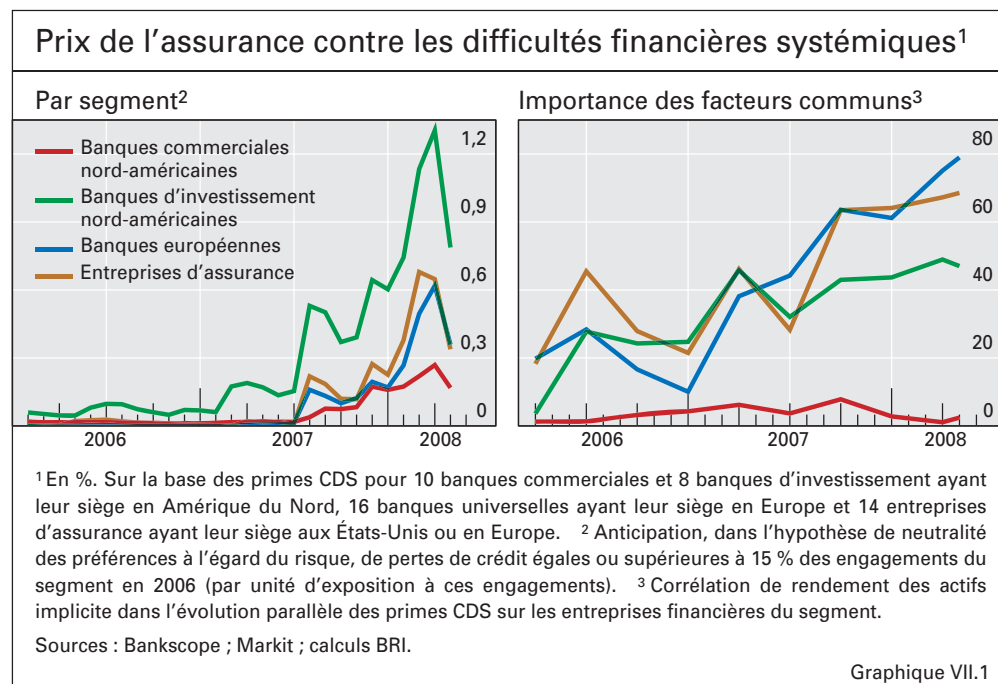 Prix de l’assurance contre les difficultés financières systémiques¹
Par segment²
Importance des facteurs communs³
Banques commerciales
nord-américaines
Banques d’investissement
nord-américaines
Banques européennes
Entreprises d’assurance
1,2
0,9
0,6
0,3
0
2006
2007
2008
80
60
40
20
0
2006
2007
2008
¹ En %. Sur la base des primes CDS pour 10 banques commerciales et 8 banques d’investissement ayant
leur siège en Amérique du Nord, 16 banques universelles ayant leur siège en Europe et 14 entreprises
d’assurance ayant leur siège aux États-Unis ou en Europe. ² Anticipation, dans l’hypothèse de neutralité
des préférences à l’égard du risque, de pertes de crédit égales ou supérieures à 15 % des engagements du
segment en 2006 (par unité d’exposition à ces engagements). ³ Corrélation de rendement des actifs
implicite dans l’évolution parallèle des primes CDS sur les entreprises financières du segment.
Sources : Bankscope ; Markit ; calculs BRI.
Graphique VII.1